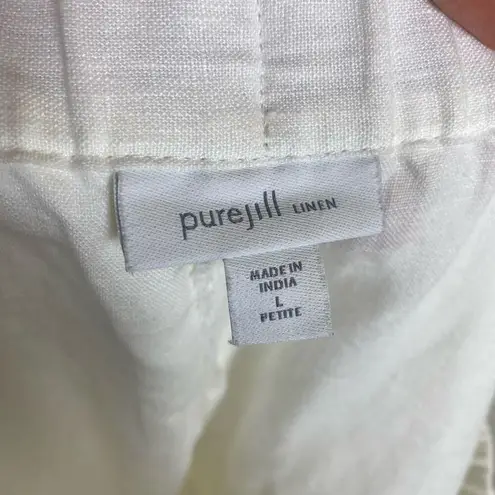 purejill LINEN
MADE IN
INDIA
L
PETITE